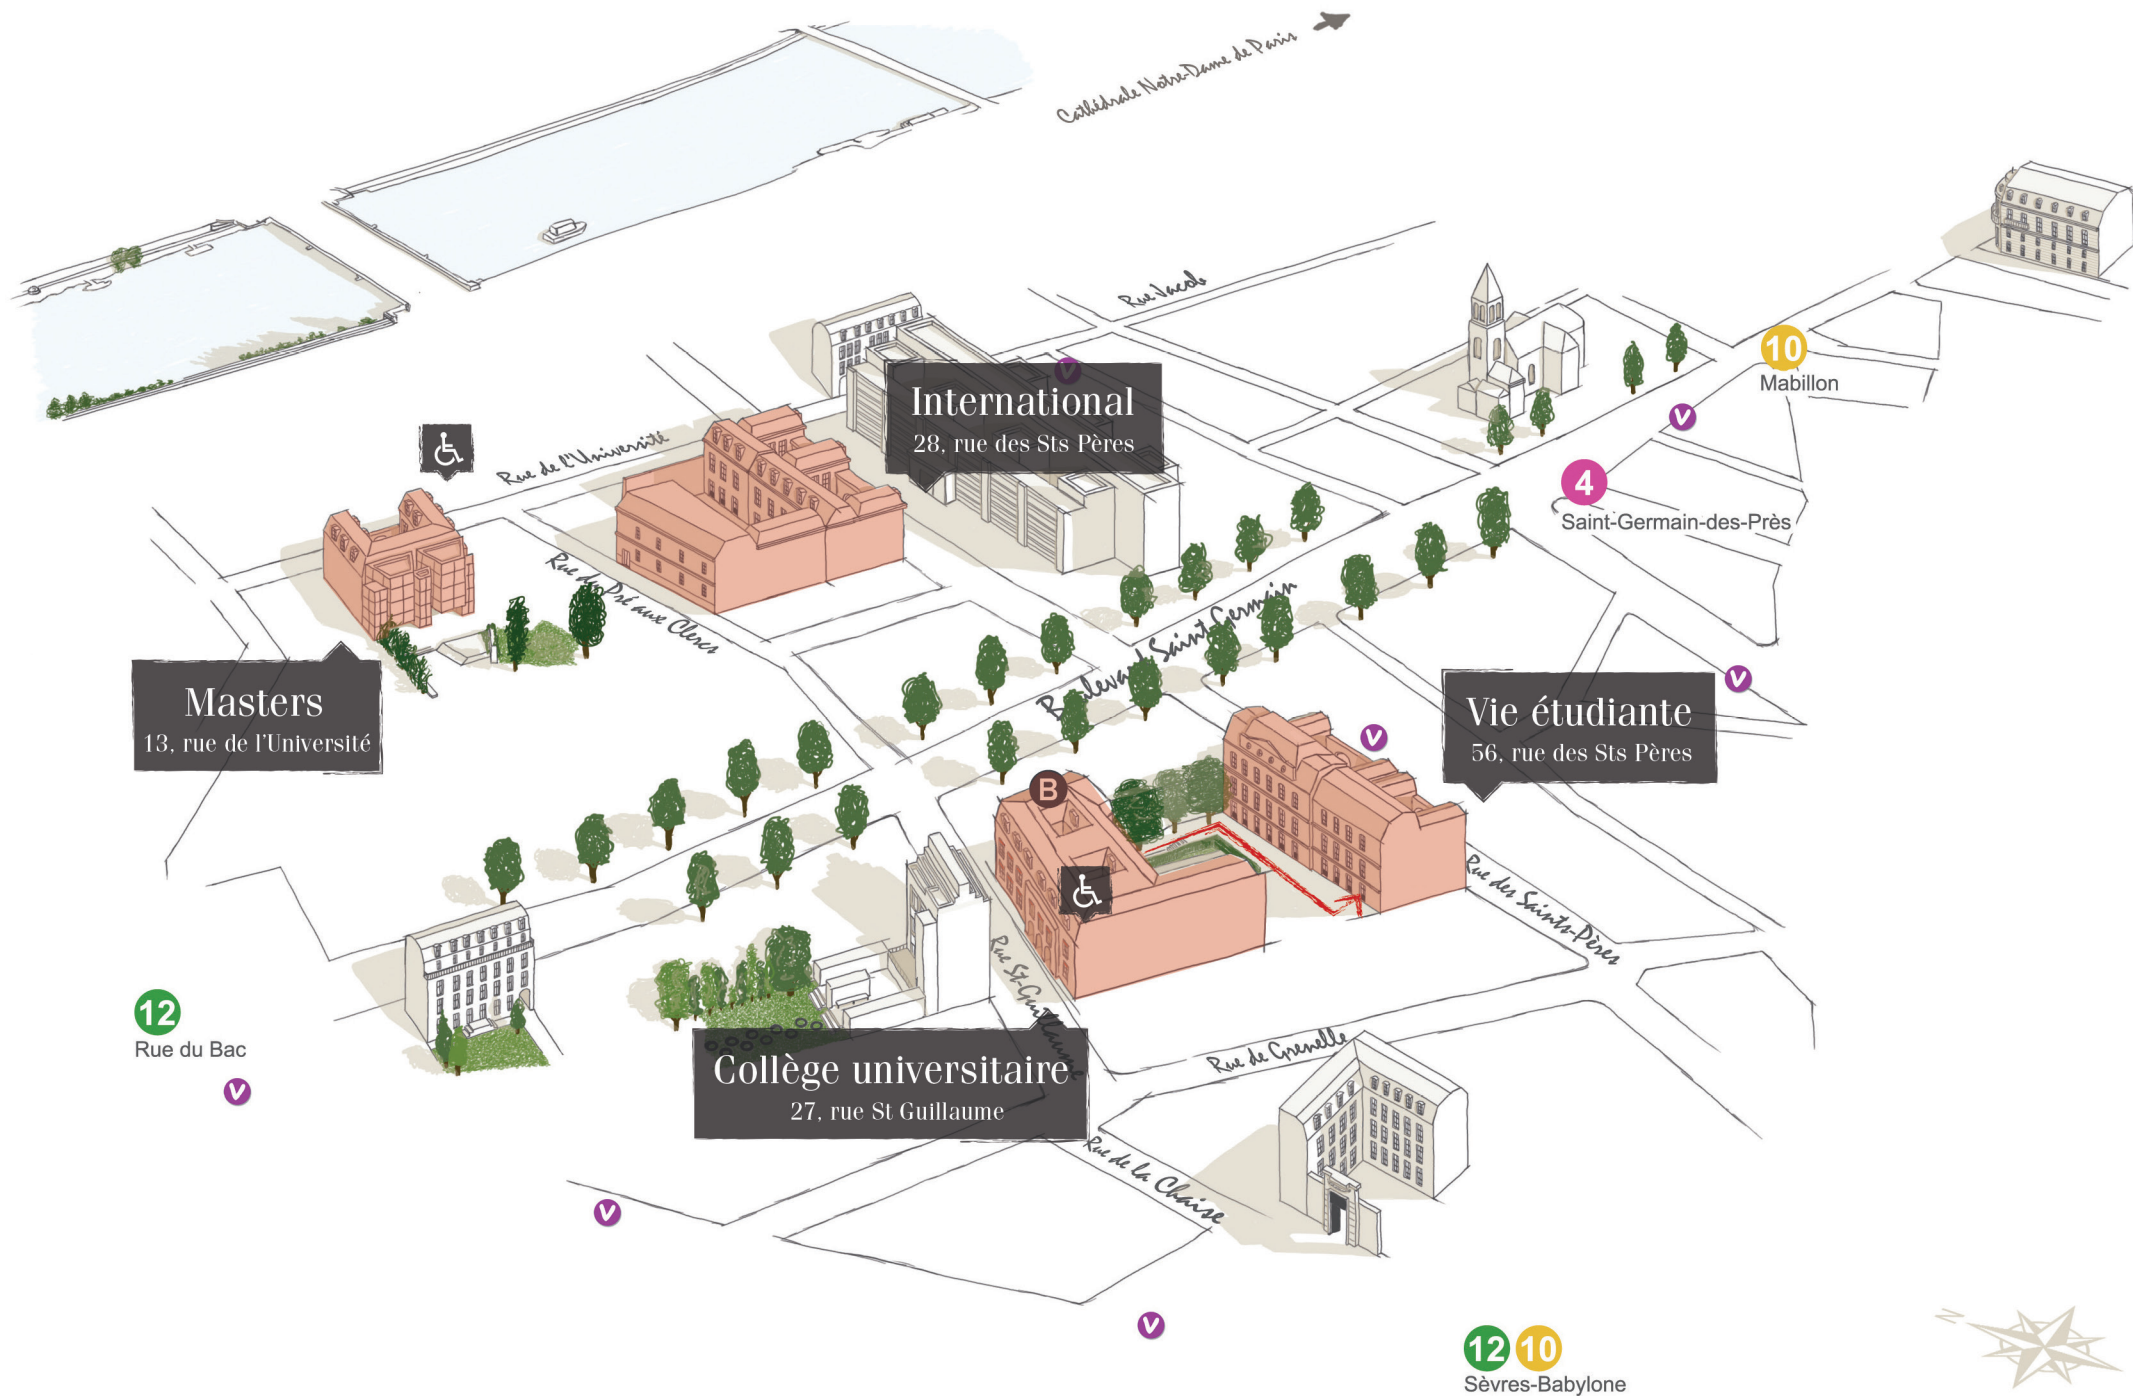 Cathédrale Notre-Dame de Paris
Rue Jacob
10
Mabillon
V
International
28, rue des Sts Pères
V
Rue de l'Université
4
Saint-Germain-des-Près
Rue du Pré aux Clercs
Boulevard Saint Germain
Masters
13, rue de l'Université
V
Vie étudiante
56, rue des Sts Pères
V
B
Rue des Saints-Pères
Rue St-Guillaume
12
Rue du Bac
V
Collège universitaire
27, rue St Guillaume
Rue de Grenelle
Rue de la Chaise
V
V
N
12 10
Sèvres-Babylone